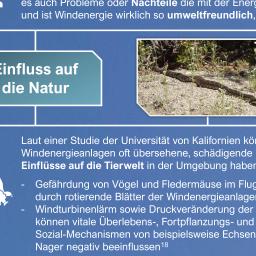 es auch Probleme oder Nachteile die mit der Energ
und ist Windenergie wirklich so umweltfreundlich,
Einfluss auf
die Natur
Laut einer Studie der Universität von Kalifornien kön
Windenergieanlagen oft übersehene, schädigende
Einflüsse auf die Tierwelt in der Umgebung haben
- Gefährdung von Vögel und Fledermäuse im Flug
durch rotierende Blätter der Windenergieanlagen
- Windturbinenlärm sowie Druckveränderung der
können vitale Überlebens-, Fortpflanzungs- und
Sozial-Mechanismen von beispielsweise Echsen
Nager negativ beeinflussen¹⁸